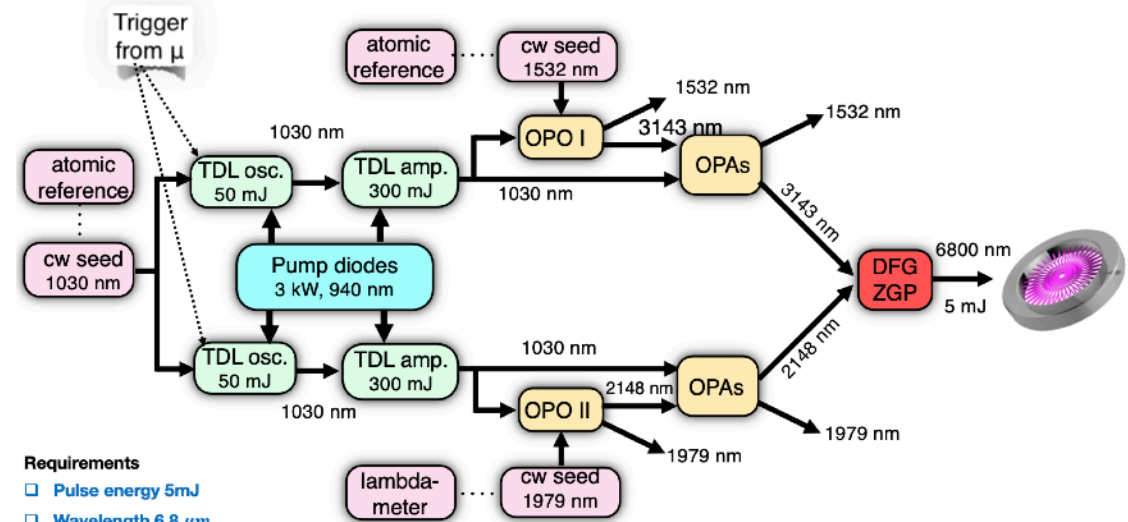 Trigger
from μ
atomic
reference
cw seed
1532 nm
1532 nm
1030 nm
OPO I
3143 nm
1532 nm
atomic
reference
TDL osc.
50 mJ
TDL amp.
300 mJ
1030 nm
OPAs
3143 nm
cw seed
1030 nm
Pump diodes
3 kW, 940 nm
DFG
ZGP
6800 nm
5 mJ
TDL osc.
50 mJ
1030 nm
TDL amp.
300 mJ
1030 nm
2148 nm
OPAs
2148 nm
OPO II
1979 nm
1979 nm
lambda-
meter
cw seed
1979 nm
Requirements
Pulse energy 5mJ
Wavelength 6.8 μm